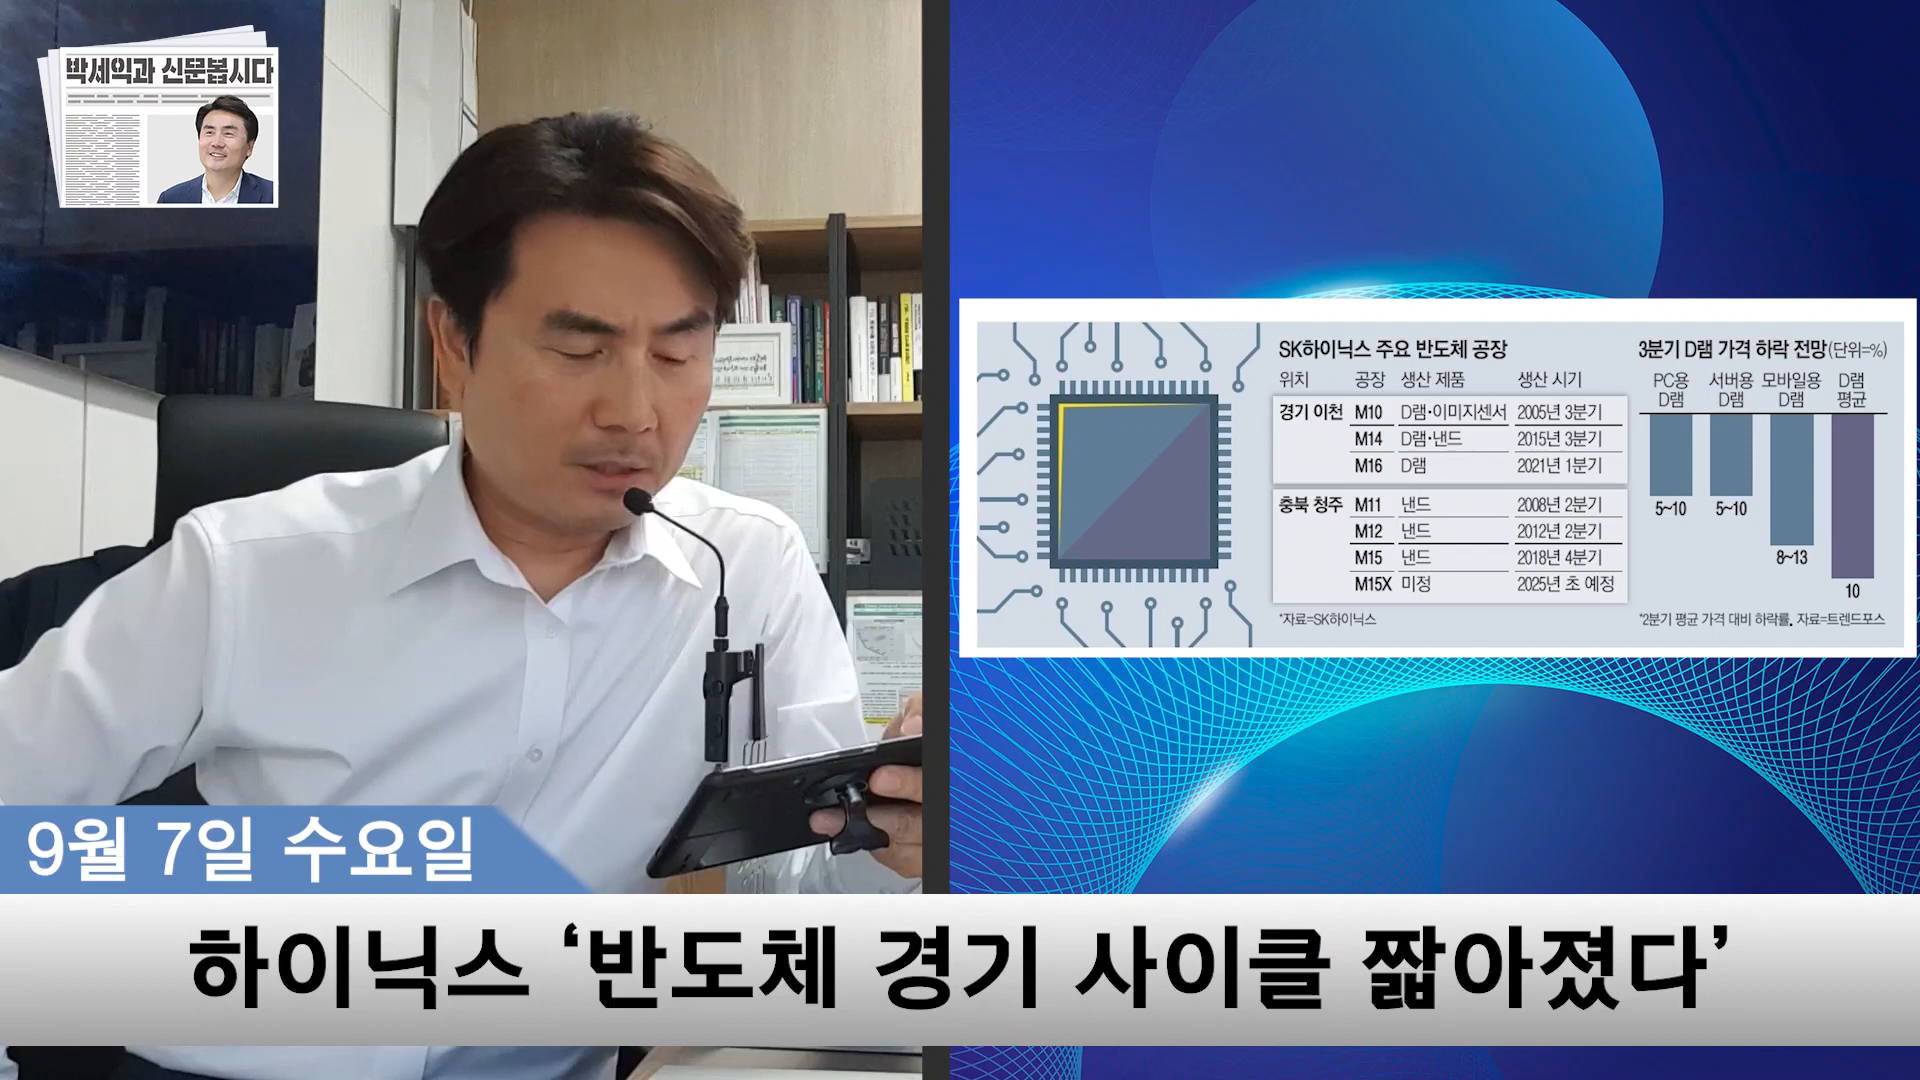 박세익과 신문봅시다
SK하이닉스 주요 반도체 공장
위치 공장 생산 제품 생산 시기
경기 이천 M10 D램·이미지센서 2005년 3분기
M14 D램·낸드 2015년 3분기
M16 D램 2021년 1분기
충북 청주 M11 낸드 2008년 2분기
M12 낸드 2012년 2분기
M15 낸드 2018년 4분기
M15X 미정 2025년 초 예정
*자료=SK하이닉스
3분기 D램 가격 하락 전망(단위=%)
PC용 서버용 모바일용 D램
D램 D램 D램 평균
5~10 5~10
8~13
10
*2분기 평균 가격 대비 하락률. 자료=트렌드포스
9월 7일 수요일
하이닉스 ‘반도체 경기 사이클 짧아졌다’